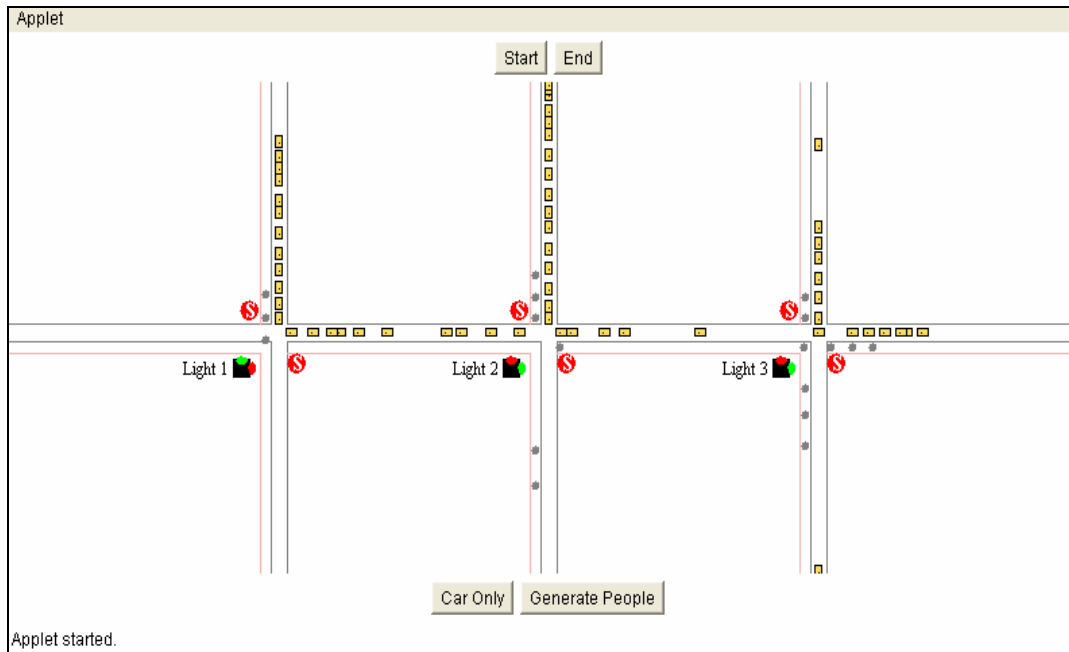 Applet
Start End
S S S
Light 1 S Light 2 S Light 3 S
Car Only Generate People
Applet started.